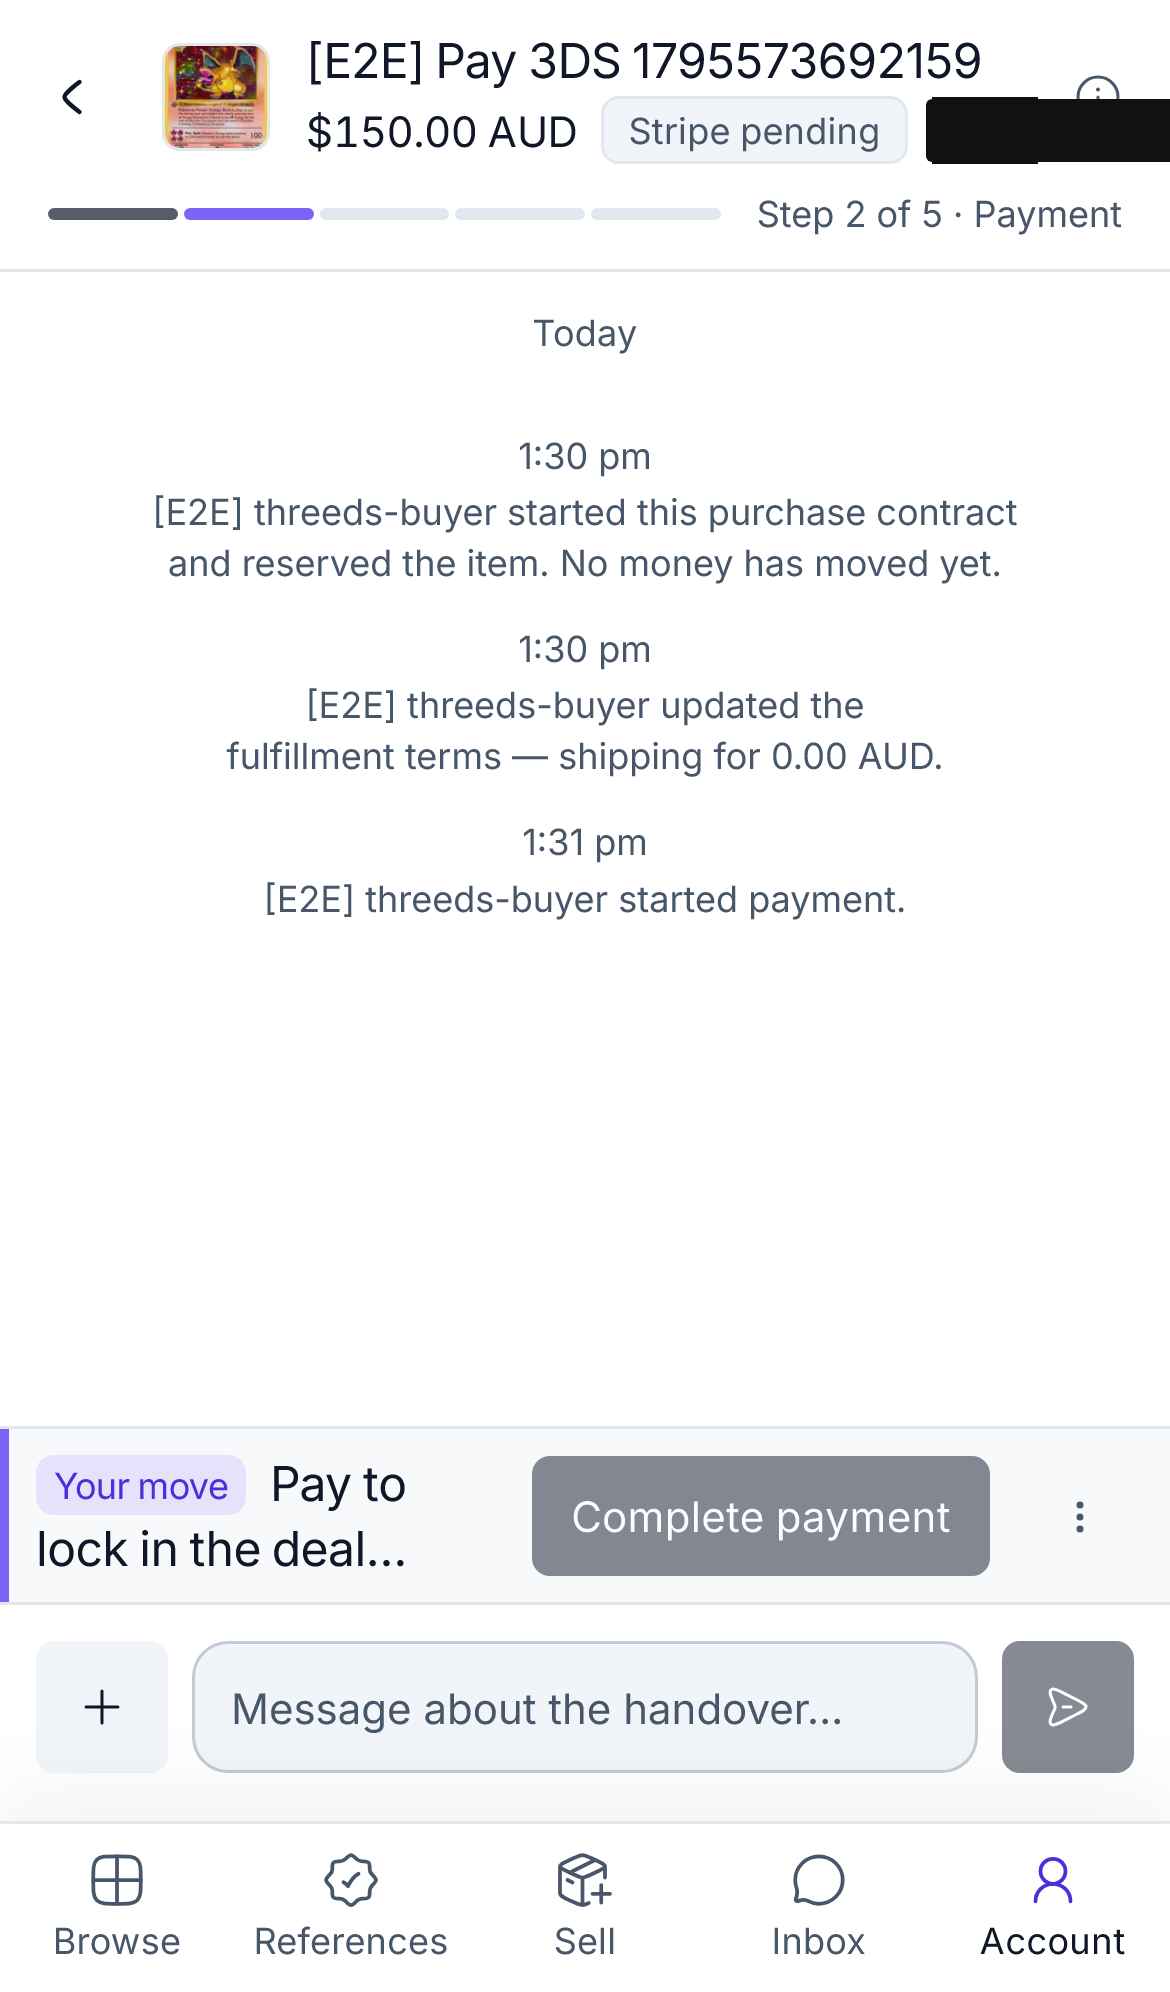 [E2E] Pay 3DS 1795573692159
$150.00 AUD Stripe pending
Step 2 of 5 · Payment
Today
1:30 pm
[E2E] threeds-buyer started this purchase contract
and reserved the item. No money has moved yet.
1:30 pm
[E2E] threeds-buyer updated the
fulfillment terms — shipping for 0.00 AUD.
1:31 pm
[E2E] threeds-buyer started payment.
Your move Pay to
lock in the deal...
Complete payment
Message about the handover...
Browse
References
Sell
Inbox
Account